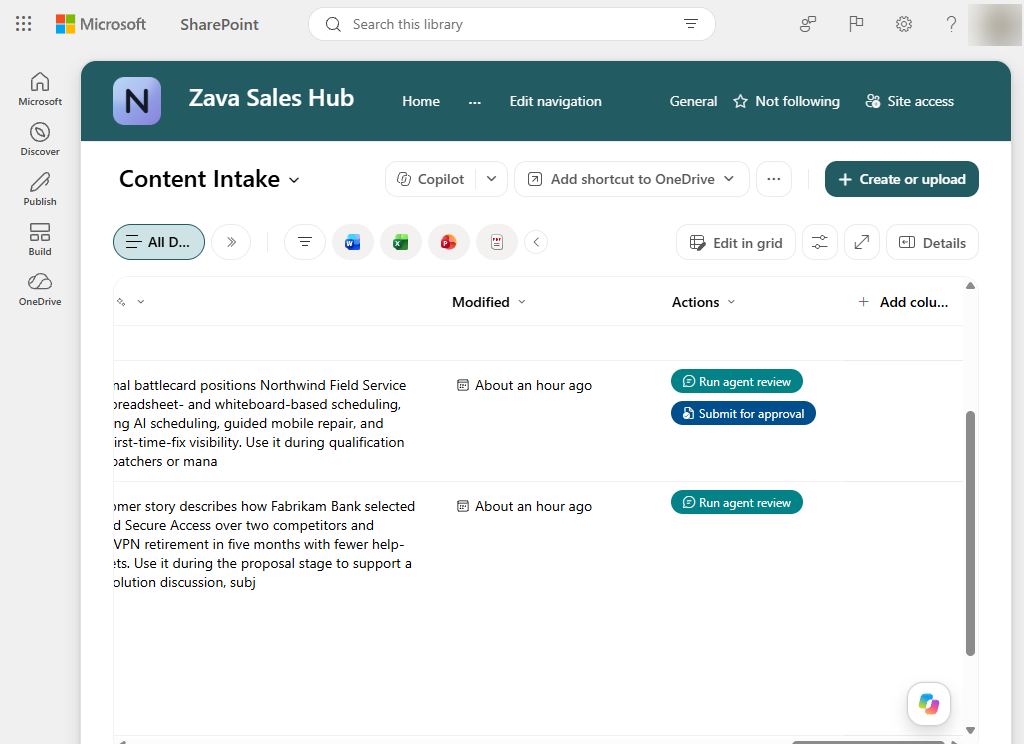 Microsoft
SharePoint
Search this library
Microsoft
Discover
Publish
Build
OneDrive
N
Zava Sales Hub
Home
...
Edit navigation
General
Not following
Site access
Content Intake
Copilot
Add shortcut to OneDrive
...
+ Create or upload
All D...
Edit in grid
Details
Modified
Actions
+ Add colu...
nal battlecard positions Northwind Field Service
preadsheet- and whiteboard-based scheduling,
ng AI scheduling, guided mobile repair, and
irst-time-fix visibility. Use it during qualification
patchers or mana
About an hour ago
Run agent review
Submit for approval
omer story describes how Fabrikam Bank selected
d Secure Access over two competitors and
VPN retirement in five months with fewer help-
ets. Use it during the proposal stage to support a
olution discussion, subj
About an hour ago
Run agent review